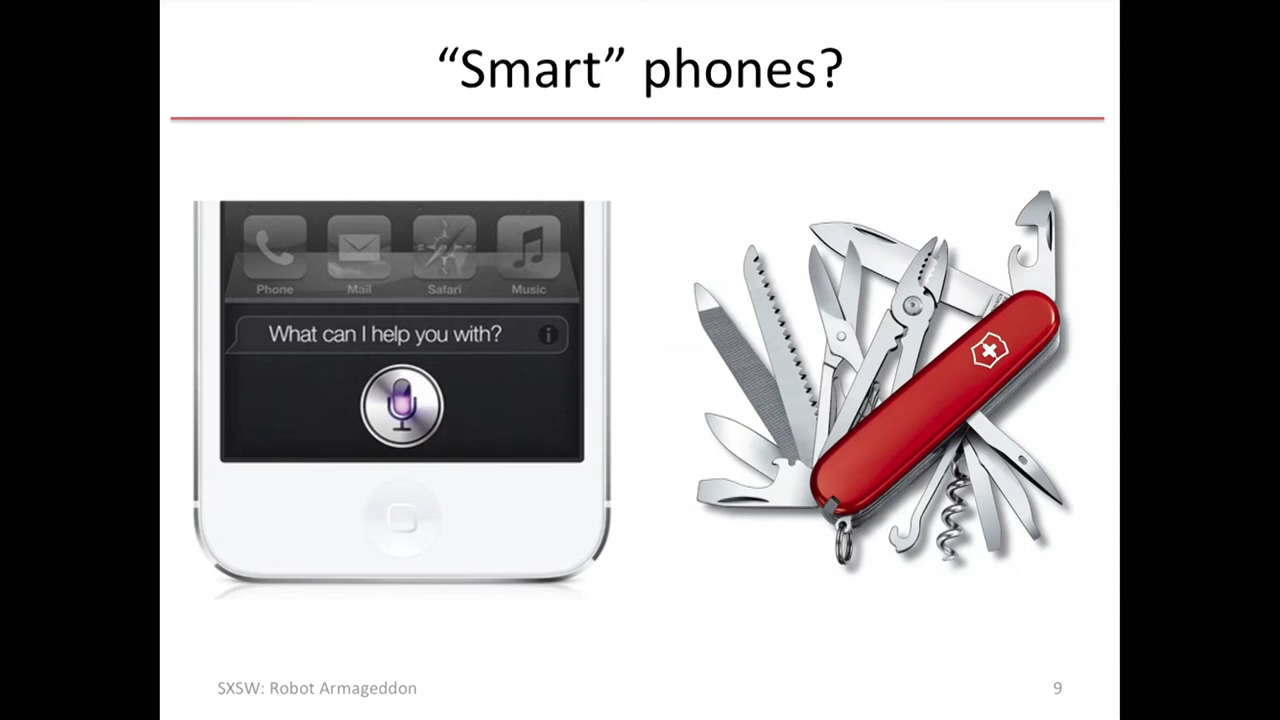 “Smart” phones?
Phone Mail Safari Music
What can I help you with?
SXSW: Robot Armageddon 9